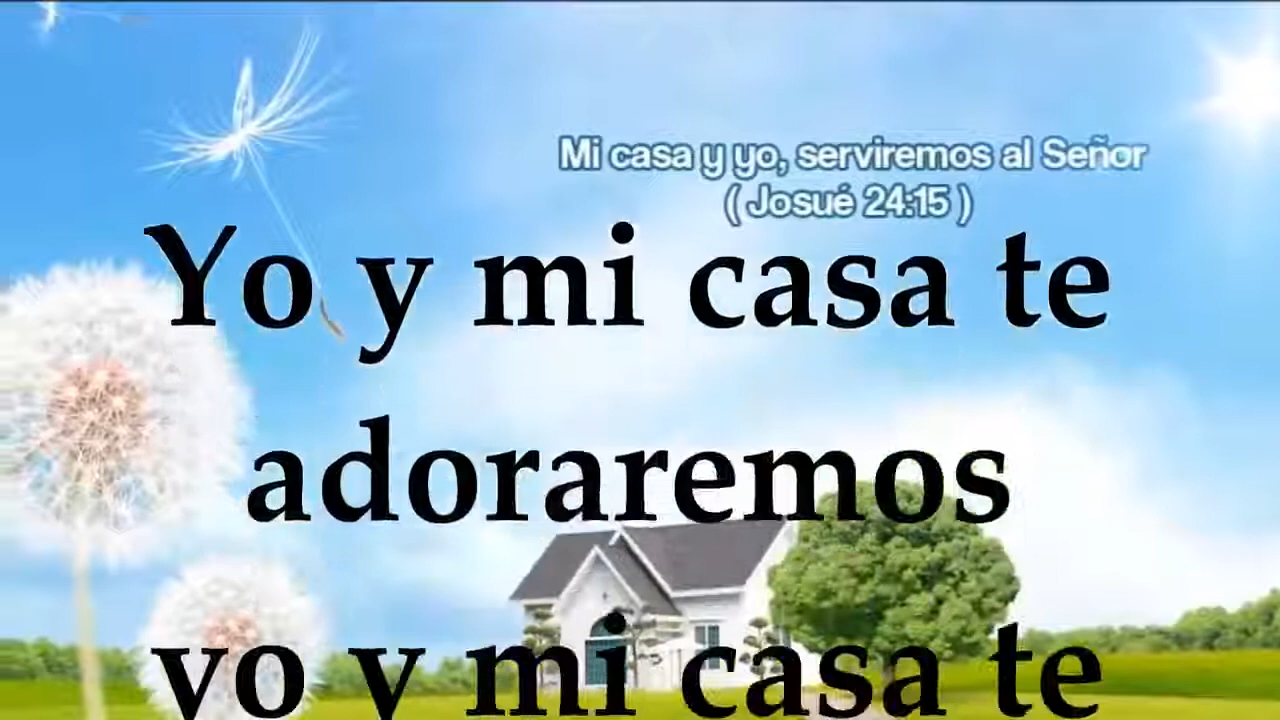 Mi casa y yo, serviremos al Señor
( Josué 24:15 )
Yo y mi casa te
adoraremos
yo y mi casa te